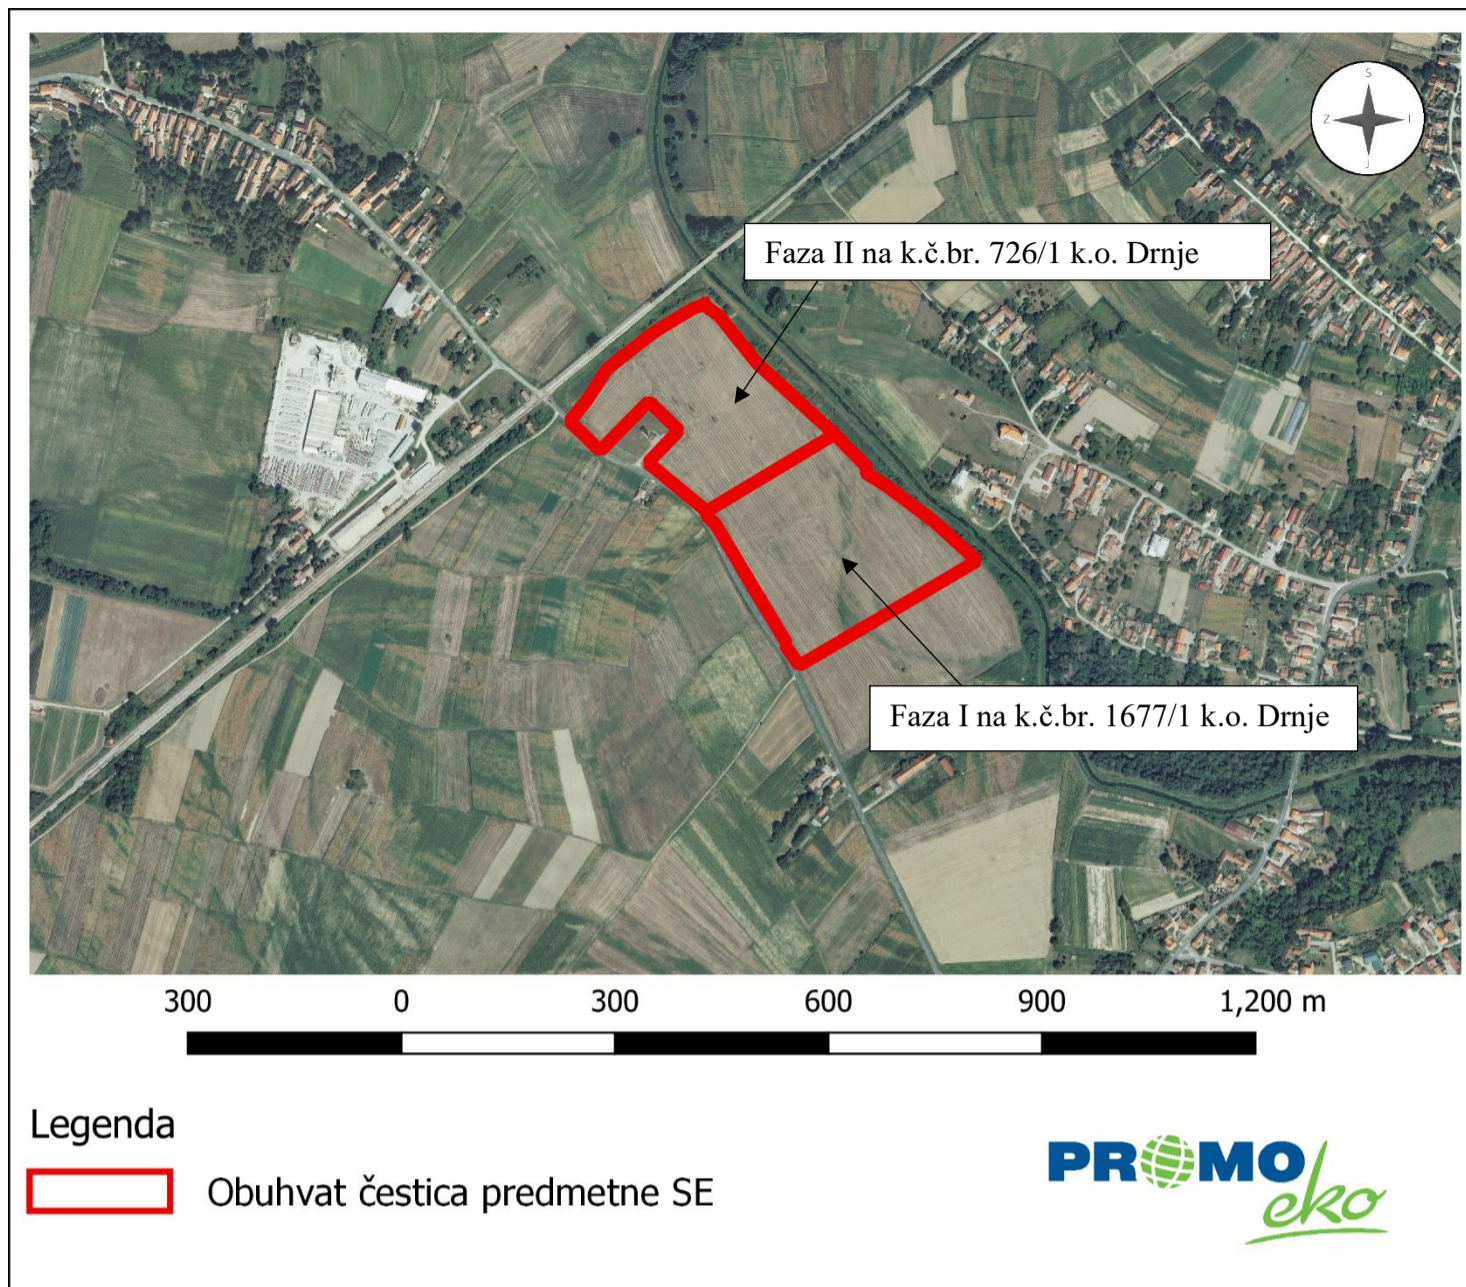 S
Z I
J
Faza II na k.č.br. 726/1 k.o. Drnje
Faza I na k.č.br. 1677/1 k.o. Drnje
300 0 300 600 900 1,200 m
Legenda
Obuhvat čestica predmetne SE
PROMO
eko